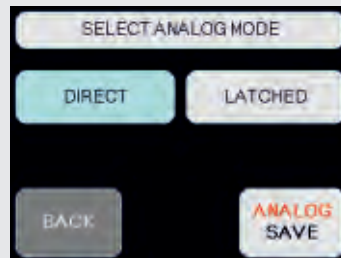 SELECT ANALOG MODE
DIRECT
LATCHED
BACK
ANALOG
SAVE